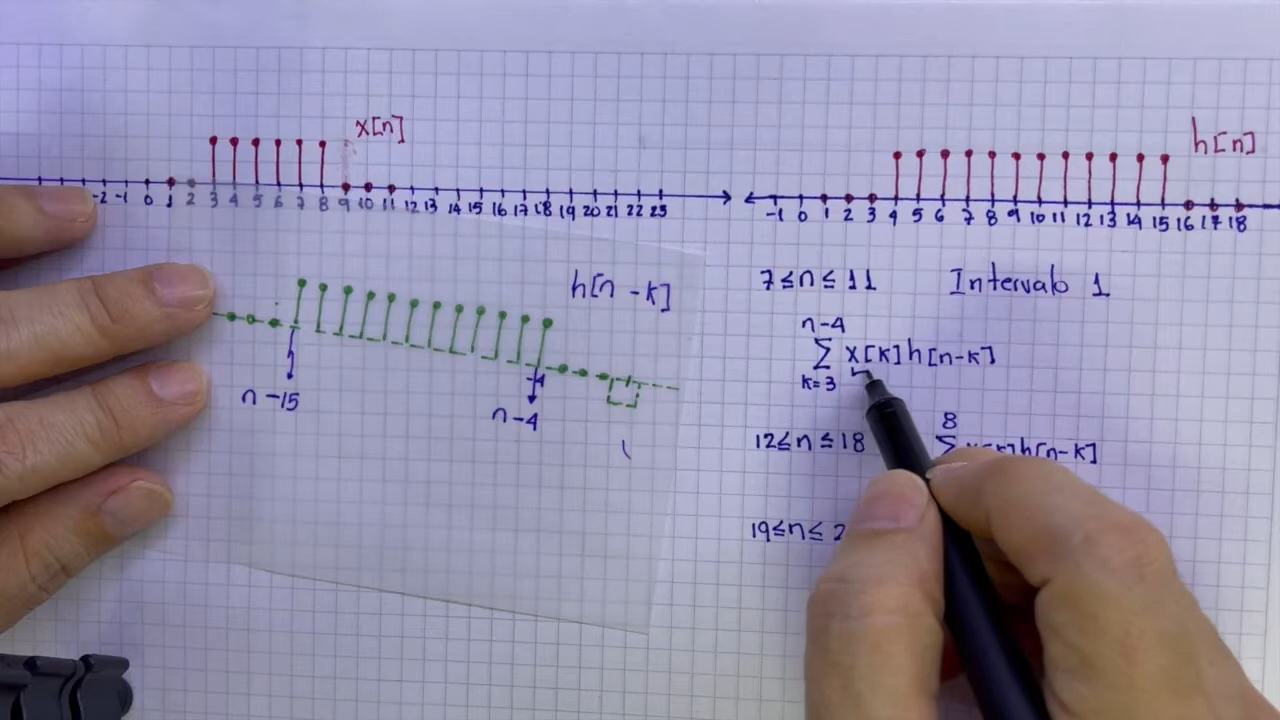 x[n]
-2 -1 0 1 2 3 4 5 6 7 8 9 10 11 12 13 14 15 16 17 18 19 20 21 22 23
h[n]
-1 0 1 2 3 4 5 6 7 8 9 10 11 12 13 14 15 16 17 18
h[n-k]
n-15
n-4
7≤n≤11 Intervalo 1
n-4
∑ x[k]h[n-k]
k=3
12≤n≤18
8
∑ x[k]h[n-k]
19≤n≤2